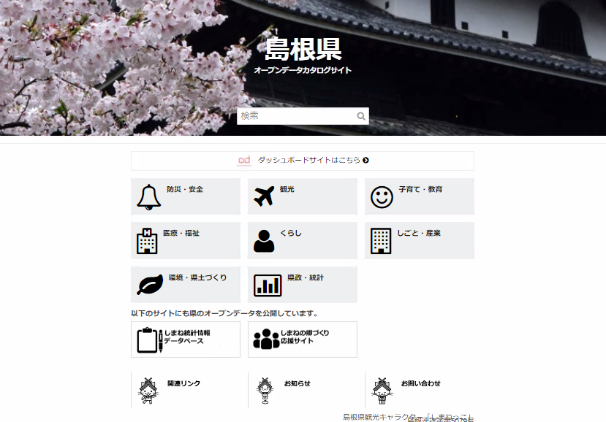 島根県
オープンデータカタログサイト
検索
ad ダッシュボードサイトはこちら
防災・安全
観光
子育て・教育
医療・福祉
くらし
しごと・産業
環境・県土づくり
県政・統計
以下のサイトにも県のオープンデータを公開しています。
しまね統計情報
データベース
しまねの郷づくり
応援サイト
関連リンク
お知らせ
お問い合わせ
島根県観光キャラクター「しまねっこ」